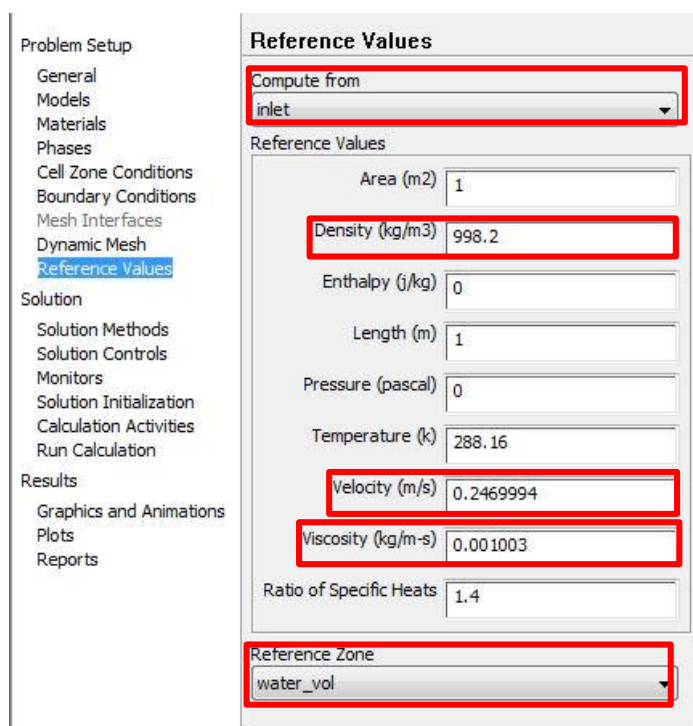 Problem Setup
General
Models
Materials
Phases
Cell Zone Conditions
Boundary Conditions
Mesh Interfaces
Dynamic Mesh
Reference Values
Solution
Solution Methods
Solution Controls
Monitors
Solution Initialization
Calculation Activities
Run Calculation
Results
Graphics and Animations
Plots
Reports
Reference Values
Compute from
inlet
Reference Values
Area (m2) 1
Density (kg/m3) 998.2
Enthalpy (j/kg) 0
Length (m) 1
Pressure (pascal) 0
Temperature (k) 288.16
Velocity (m/s) 0.2469994
Viscosity (kg/m-s) 0.001003
Ratio of Specific Heats 1.4
Reference Zone
water_vol